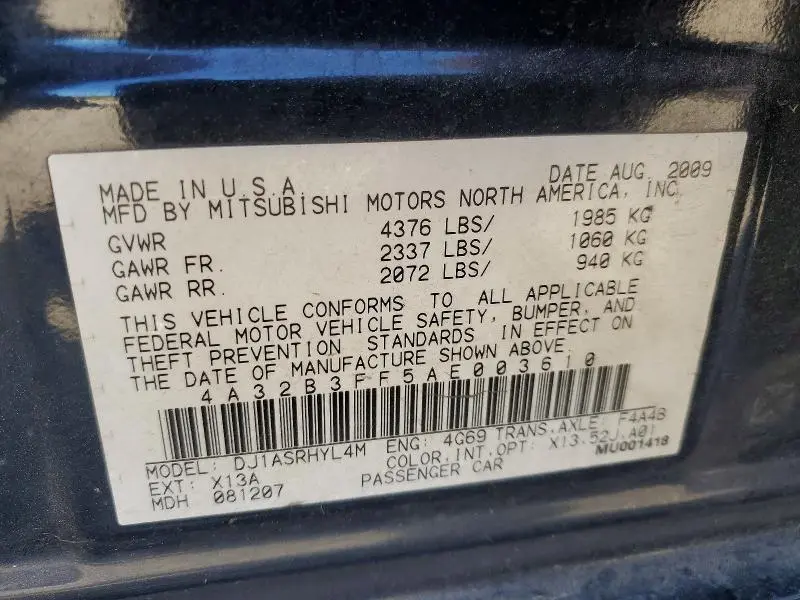 MADE IN U.S.A. DATE AUG. 2009
MFD BY MITSUBISHI MOTORS NORTH AMERICA, INC.
GVWR 4376 LBS/ 1985 KG
GAWR FR. 2337 LBS/ 1060 KG
GAWR RR. 2072 LBS/ 940 KG
THIS VEHICLE CONFORMS TO ALL APPLICABLE
FEDERAL MOTOR VEHICLE SAFETY, BUMPER, AND
THEFT PREVENTION STANDARDS IN EFFECT ON
THE DATE OF MANUFACTURE SHOWN ABOVE.
4A32B3FF5AE003610
MODEL: DJ1ASRHYL4M ENG: 4G69 TRANS.AXLE: F4A4B
EXT: X13A COLOR,INT,OPT: X13.52J.A01
MDH 081207 PASSENGER CAR MU001418